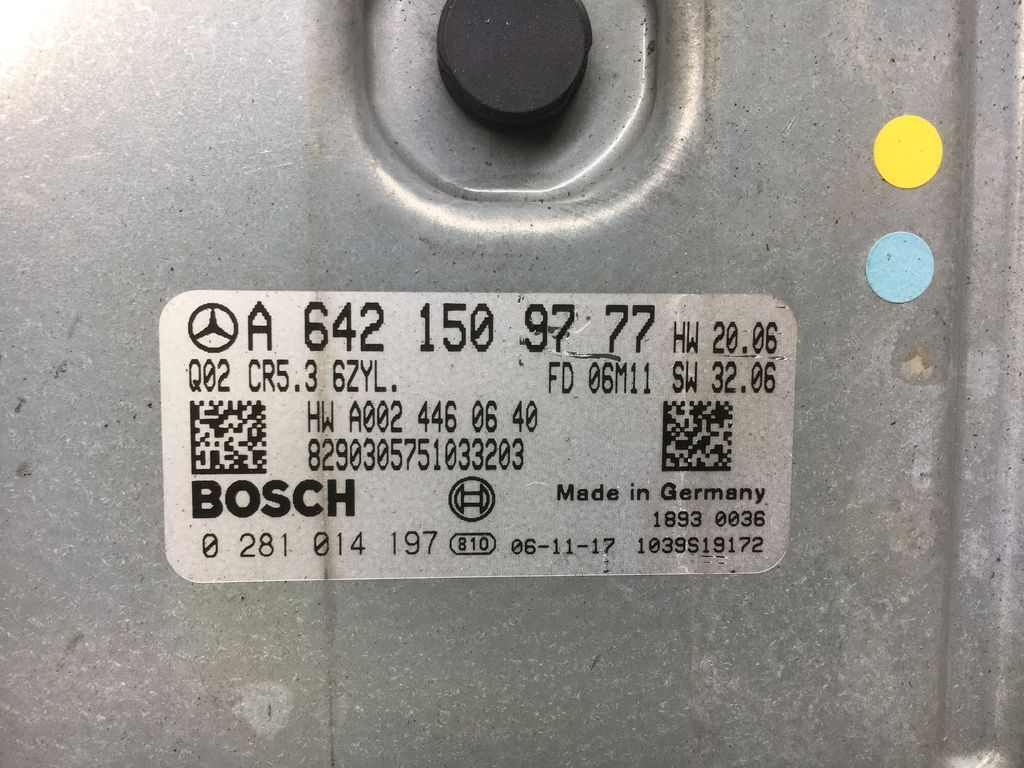 A 642 150 97 77 HW 20.06
Q02 CR5.3 6ZYL. FD 06M11 SW 32.06
HW A002 446 06 40
8290305751033203
BOSCH Made in Germany
1893 0036
0 281 014 197 810 06-11-17 1039S19172